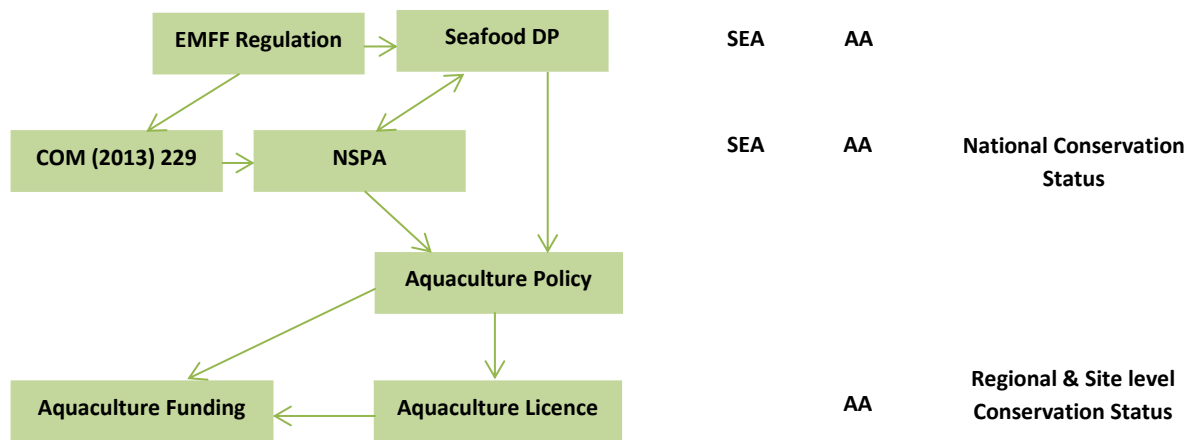 EMFF Regulation
Seafood DP
SEA
AA
COM (2013) 229
NSPA
SEA
AA
National Conservation
Status
Aquaculture Policy
Aquaculture Funding
Aquaculture Licence
AA
Regional & Site level
Conservation Status